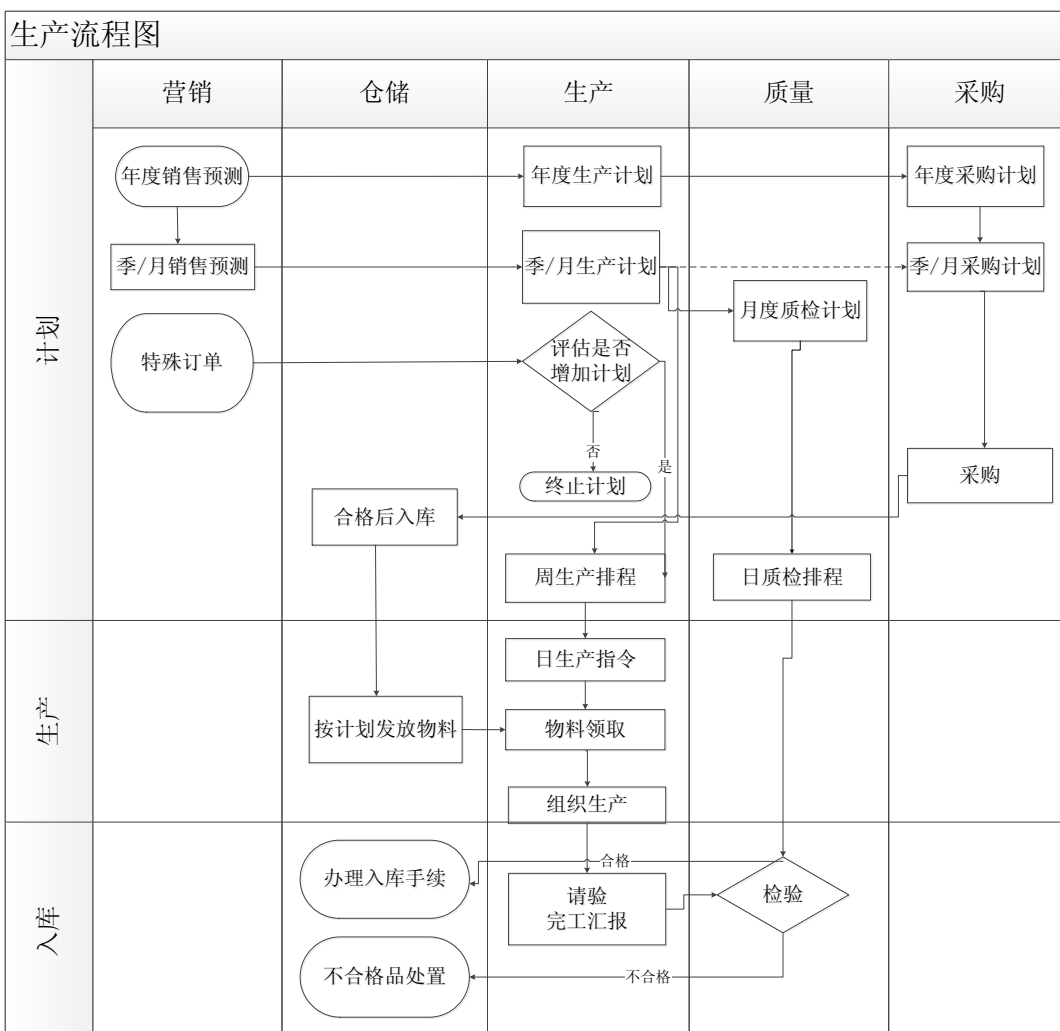 生产流程图
营销
仓储
生产
质量
采购
计划
年度销售预测
年度生产计划
年度采购计划
季/月销售预测
季/月生产计划
季/月采购计划
月度质检计划
特殊订单
评估是否
增加计划
否
是
终止计划
采购
合格后入库
周生产排程
日质检排程
生产
日生产指令
按计划发放物料
物料领取
组织生产
入库
合格
办理入库手续
请验
完工汇报
检验
不合格品处置
不合格